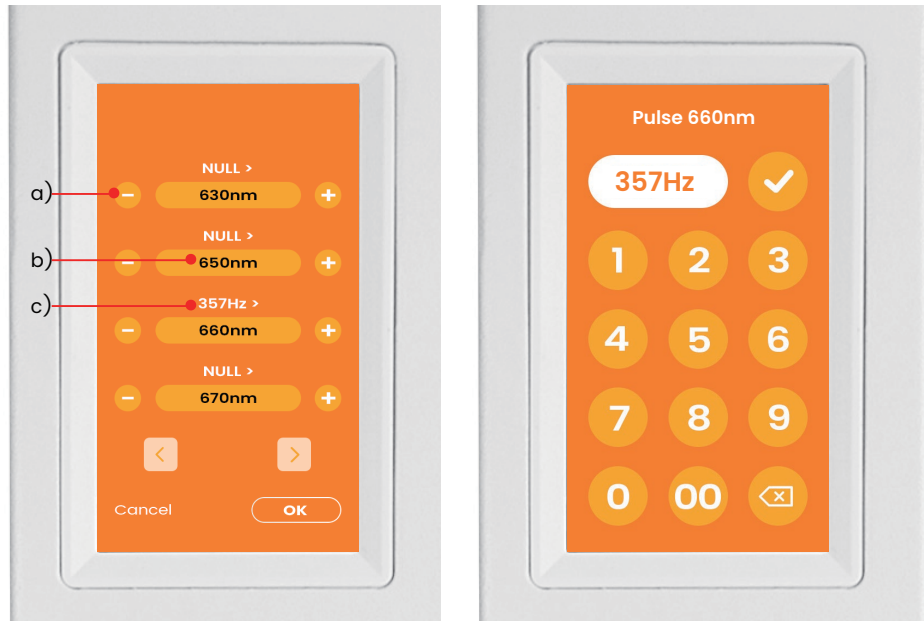 NULL >
a)
630nm
NULL >
b)
650nm
c)
357Hz >
660nm
NULL >
670nm
Cancel
OK
Pulse 660nm
357Hz
1 2 3
4 5 6
7 8 9
0 00